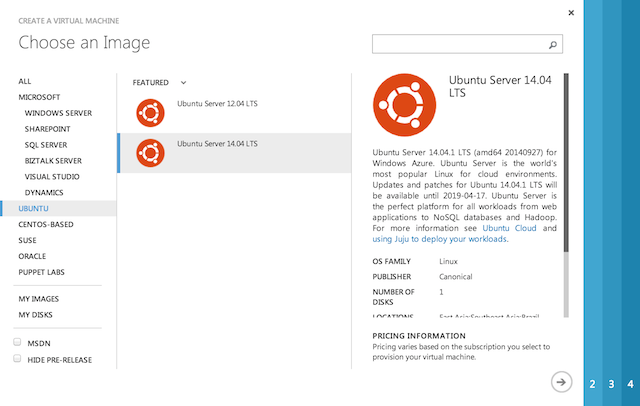 CREATE A VIRTUAL MACHINE
Choose an Image
ALL
MICROSOFT
WINDOWS SERVER
SHAREPOINT
SQL SERVER
BIZTALK SERVER
VISUAL STUDIO
DYNAMICS
UBUNTU
CENTOS-BASED
SUSE
ORACLE
PUPPET LABS
MY IMAGES
MY DISKS
MSDN
HIDE PRE-RELEASE
FEATURED
Ubuntu Server 12.04 LTS
Ubuntu Server 14.04 LTS
Ubuntu Server 14.04
LTS
Ubuntu Server 14.04.1 LTS (amd64 20140927) for
Windows Azure. Ubuntu Server is the world's
most popular Linux for cloud environments.
Updates and patches for Ubuntu 14.04.1 LTS will
be available until 2019-04-17. Ubuntu Server is
the perfect platform for all workloads from web
applications to NoSQL databases and Hadoop.
For more information see Ubuntu Cloud and
using Juju to deploy your workloads.
OS FAMILY Linux
PUBLISHER Canonical
NUMBER OF 1
DISKS
LOCATIONS East Asia;Southeast Asia;Brazil
PRICING INFORMATION
Pricing varies based on the subscription you select to
provision your virtual machine.
2 3 4